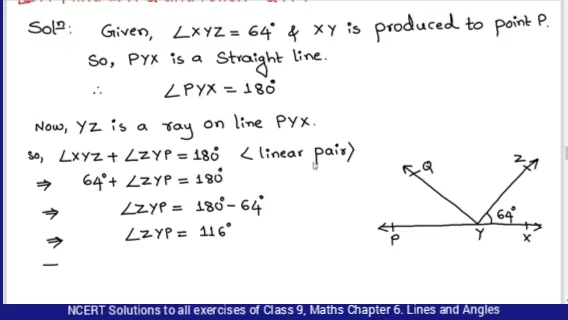 Solⁿ: Given, ∠XYZ = 64° & XY is produced to point P.
So, PYX is a straight line.
∴ ∠PYX = 180°
Now, YZ is a ray on line PYX.
So, ∠XYZ + ∠ZYP = 180° <linear pair>
⇒ 64° + ∠ZYP = 180°
⇒ ∠ZYP = 180° - 64°
⇒ ∠ZYP = 116°
Q
Z
64°
P
Y
X
NCERT Solutions to all exercises of Class 9, Maths Chapter 6. Lines and Angles